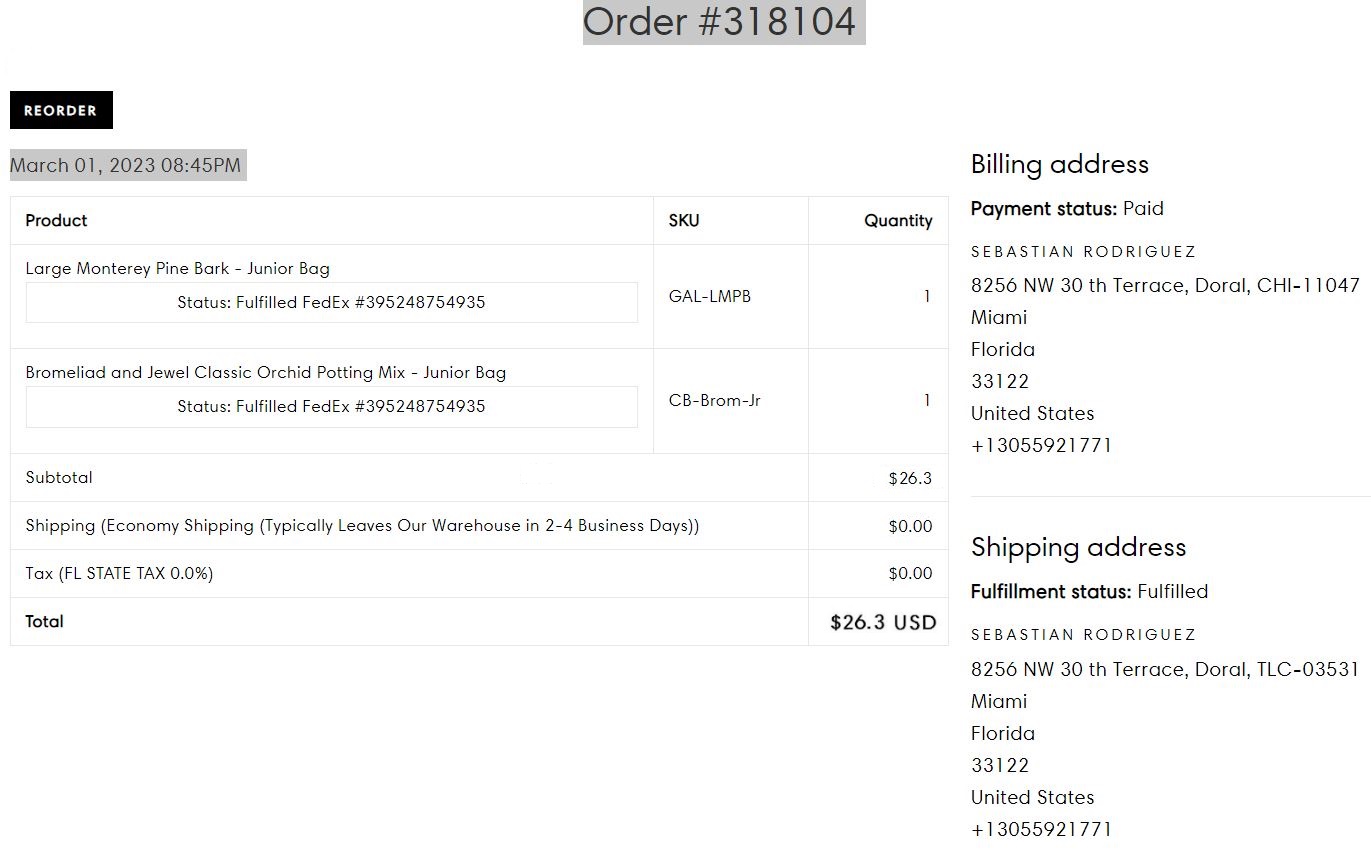 Order #318104
REORDER
March 01, 2023 08:45PM
Product SKU Quantity
Large Monterey Pine Bark - Junior Bag
Status: Fulfilled FedEx #395248754935
GAL-LMPB 1
Bromeliad and Jewel Classic Orchid Potting Mix - Junior Bag
Status: Fulfilled FedEx #395248754935
CB-Brom-Jr 1
Subtotal $26.3
Shipping (Economy Shipping (Typically Leaves Our Warehouse in 2-4 Business Days)) $0.00
Tax (FL STATE TAX 0.0%) $0.00
Total $26.3 USD
Billing address
Payment status: Paid
SEBASTIAN RODRIGUEZ
8256 NW 30 th Terrace, Doral, CHI-11047
Miami
Florida
33122
United States
+13055921771
Shipping address
Fulfillment status: Fulfilled
SEBASTIAN RODRIGUEZ
8256 NW 30 th Terrace, Doral, TLC-03531
Miami
Florida
33122
United States
+13055921771